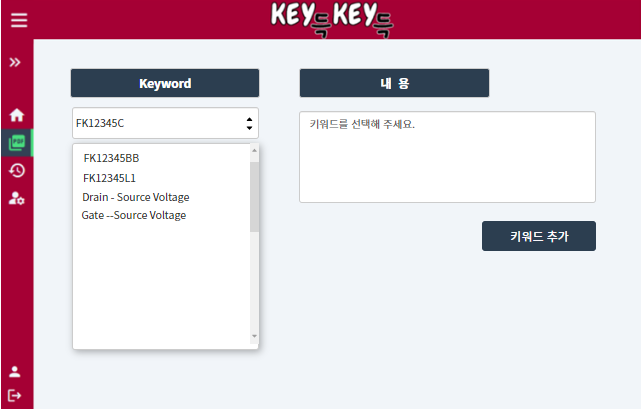 KEY득KEY득
Keyword
내 용
FK12345C
키워드를 선택해 주세요.
FK12345BB
FK12345L1
Drain - Source Voltage
Gate --Source Voltage
키워드 추가
PDF